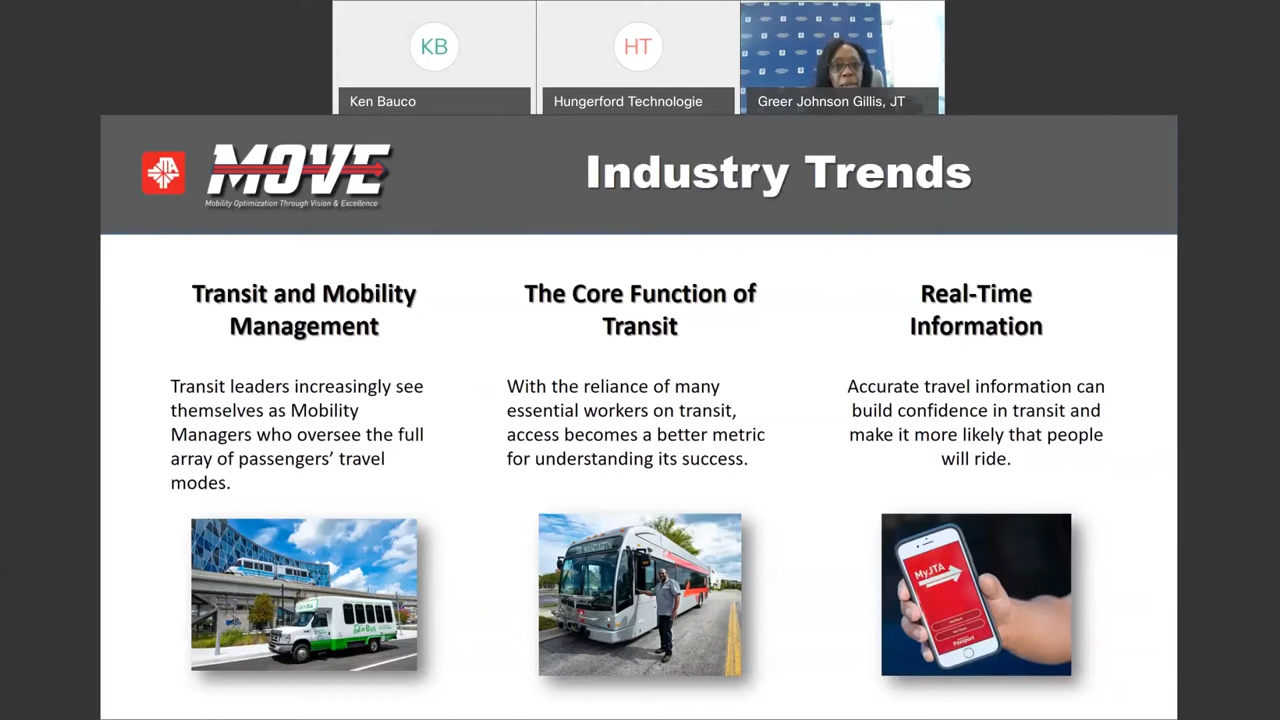 KB
HT
Ken Bauco
Hungerford Technologie
Greer Johnson Gillis, JT
JTA
MOVE
Mobility Optimization Through Vision & Excellence
Industry Trends
Transit and Mobility
Management
Transit leaders increasingly see
themselves as Mobility
Managers who oversee the full
array of passengers’ travel
modes.
The Core Function of
Transit
With the reliance of many
essential workers on transit,
access becomes a better metric
for understanding its success.
Real-Time
Information
Accurate travel information can
build confidence in transit and
make it more likely that people
will ride.
MyJTA
Passport